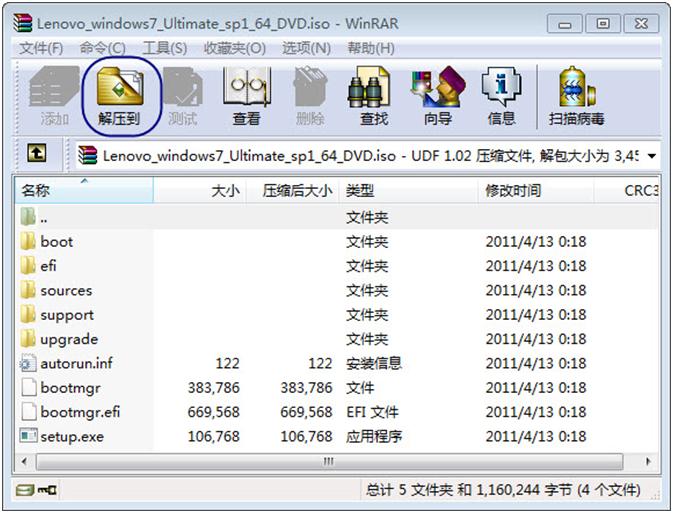 Lenovo_windows7_Ultimate_sp1_64_DVD.iso - WinRAR
文件(F) 命令(C) 工具(S) 收藏夹(O) 选项(N) 帮助(H)
添加 解压到 测试 查看 删除 查找 向导 信息 扫描病毒
Lenovo_windows7_Ultimate_sp1_64_DVD.iso - UDF 1.02 压缩文件, 解包大小为 3,45
名称 大小 压缩后大小 类型 修改时间 CRC3
.. 文件夹
boot 文件夹 2011/4/13 0:18
efi 文件夹 2011/4/13 0:18
sources 文件夹 2011/4/13 0:18
support 文件夹 2011/4/13 0:18
upgrade 文件夹 2011/4/13 0:18
autorun.inf 122 122 安装信息 2011/4/13 0:18
bootmgr 383,786 383,786 文件 2011/4/13 0:18
bootmgr.efi 669,568 669,568 EFI 文件 2011/4/13 0:18
setup.exe 106,768 106,768 应用程序 2011/4/13 0:18
总计 5 文件夹 和 1,160,244 字节 (4 个文件)